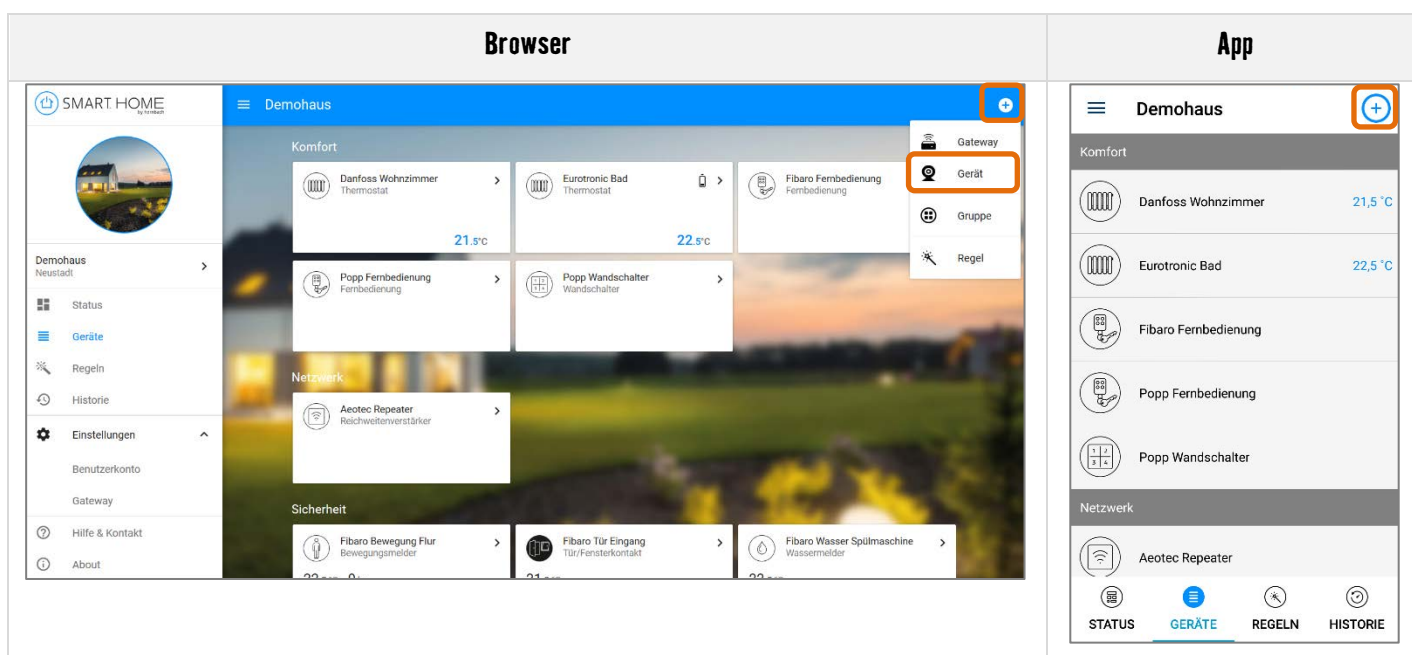 Browser
App
SMART HOME
by hornbach
Demohaus
Neustadt
Status
Geräte
Regeln
Historie
Einstellungen
Benutzerkonto
Gateway
Hilfe & Kontakt
About
Demohaus
Gateway
Gerät
Gruppe
Regel
Komfort
Danfoss Wohnzimmer
Thermostat
21.5°C
Eurotronic Bad
Thermostat
22.5°C
Fibaro Fernbedienung
Fernbedienung
Popp Fernbedienung
Fernbedienung
Popp Wandschalter
Wandschalter
Netzwerk
Aeotec Repeater
Reichweitenverstärker
Sicherheit
Fibaro Bewegung Flur
Bewegungsmelder
Fibaro Tür Eingang
Tür/Fensterkontakt
Fibaro Wasser Spülmaschine
Wassermelder
Demohaus
Komfort
Danfoss Wohnzimmer 21,5 °C
Eurotronic Bad 22,5 °C
Fibaro Fernbedienung
Popp Fernbedienung
1 2
3 4
Popp Wandschalter
Netzwerk
Aeotec Repeater
STATUS GERÄTE REGELN HISTORIE